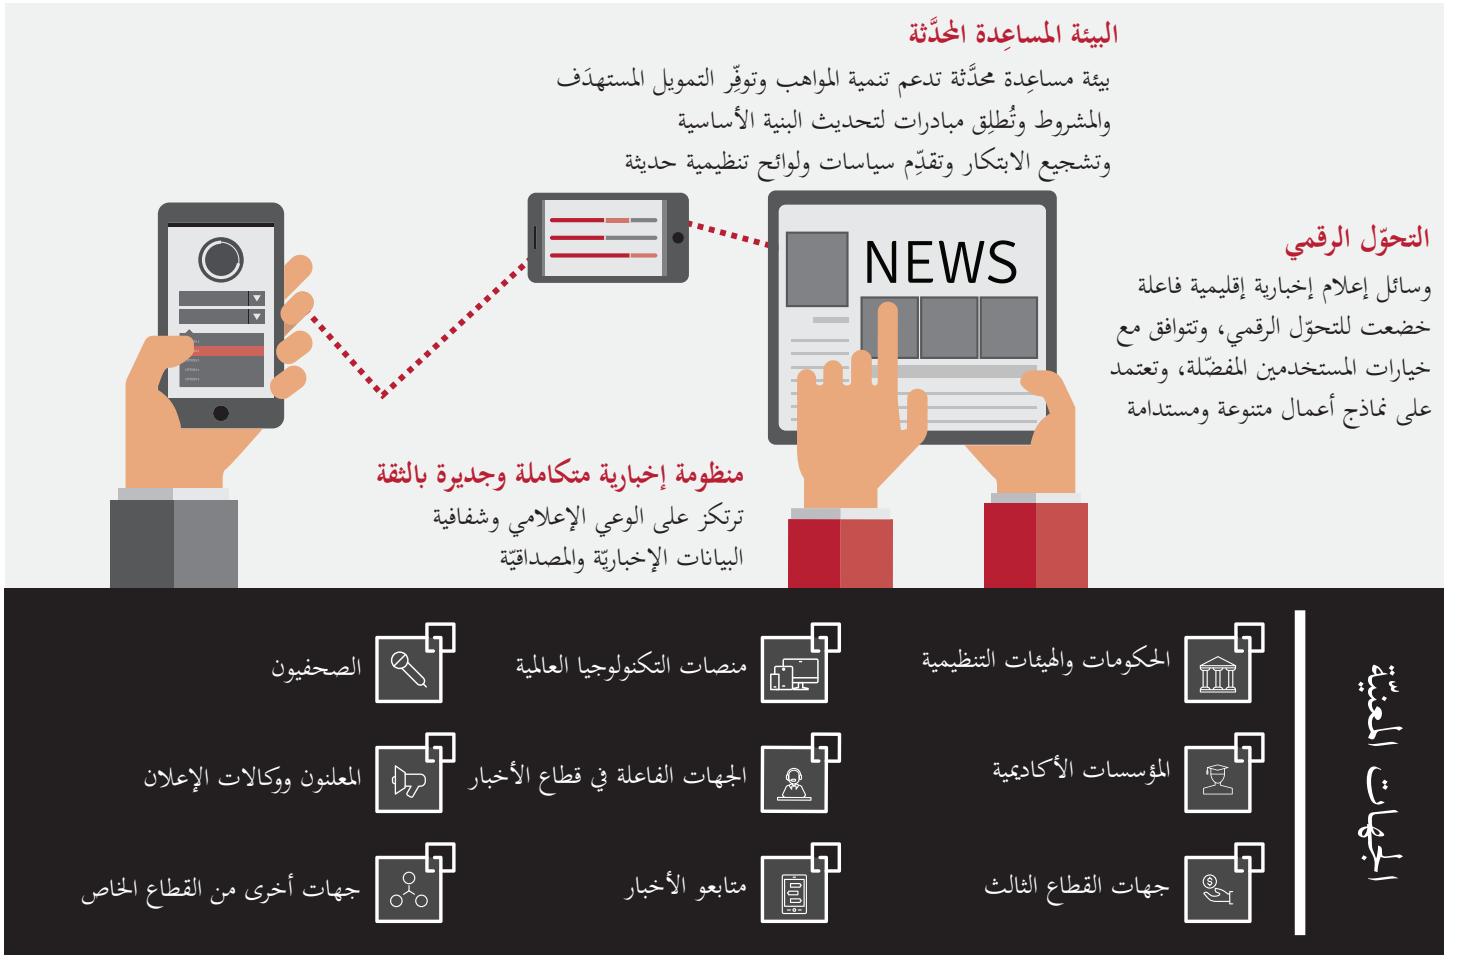 البيئة المساعِدة المحدَّثة
بيئة مساعِدة محدَّثة تدعم تنمية المواهب وتوفِّر التمويل المستهدَف
والمشروط وتُطلِق مبادرات لتحديث البنية الأساسية
وتشجيع الابتكار وتقدِّم سياسات ولوائح تنظيمية حديثة
NEWS
التحوّل الرقمي
وسائل إعلام إخبارية إقليمية فاعلة
خضعت للتحوّل الرقمي، وتتوافق مع
خيارات المستخدمين المفضّلة، وتعتمد
على نماذج أعمال متنوعة ومستدامة
منظومة إخبارية متكاملة وجديرة بالثقة
ترتكز على الوعي الإعلامي وشفافية
البيانات الإخباريّة والمصداقيّة
الجهات المعنيّة
الحكومات والهيئات التنظيمية
منصات التكنولوجيا العالمية
الصحفيون
المؤسسات الأكاديمية
الجهات الفاعلة في قطاع الأخبار
المعلنون ووكالات الإعلان
جهات القطاع الثالث
متابعو الأخبار
جهات أخرى من القطاع الخاص